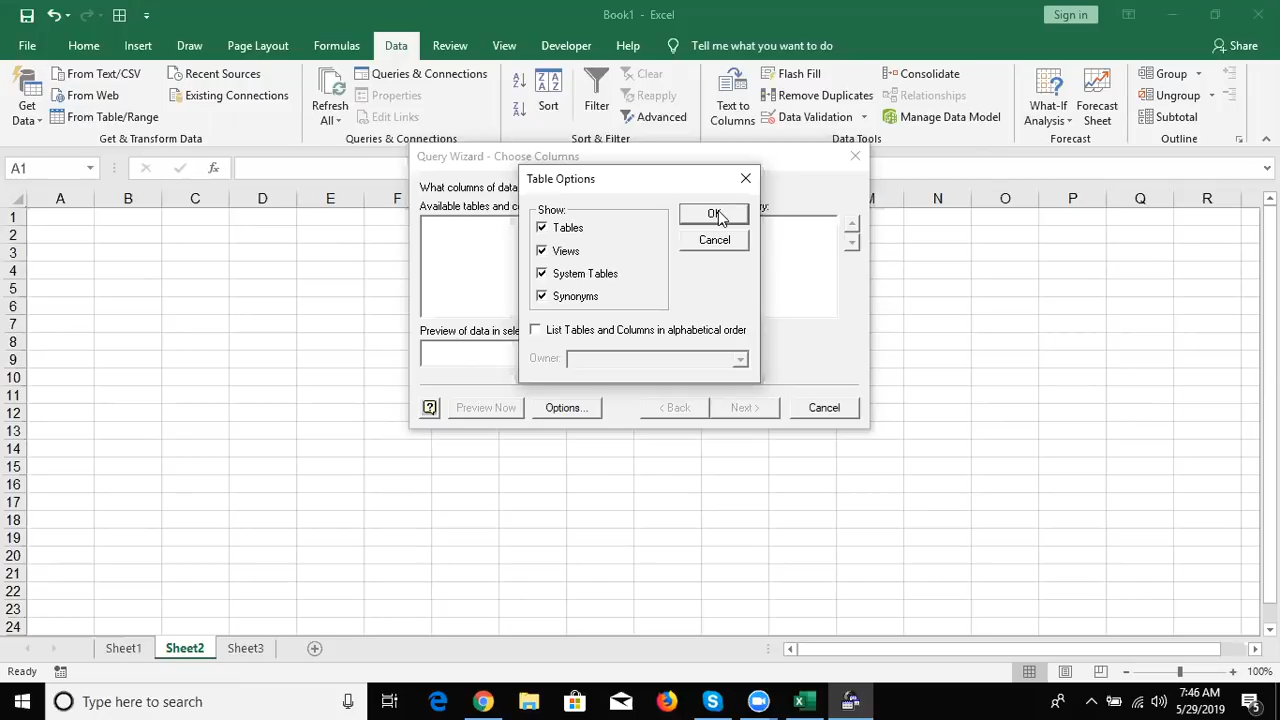 Book1 - Excel
Sign in
File Home Insert Draw Page Layout Formulas Data Review View Developer Help Tell me what you want to do Share
Get Data
From Text/CSV
From Web
From Table/Range
Recent Sources
Existing Connections
Get & Transform Data
Refresh All
Queries & Connections
Properties
Edit Links
Queries & Connections
Sort
Filter
Clear
Reapply
Advanced
Sort & Filter
Text to Columns
Flash Fill
Remove Duplicates
Data Validation
Consolidate
Relationships
Manage Data Model
Data Tools
What-If Analysis
Forecast Sheet
Forecast
Group
Ungroup
Subtotal
Outline
A1
fx
Query Wizard - Choose Columns
What columns of data
Available tables and c
Preview of data in sele
Preview Now Options... < Back Next > Cancel
Table Options
Show:
Tables
Views
System Tables
Synonyms
OK
Cancel
List Tables and Columns in alphabetical order
Owner:
A B C D E F M N O P Q R
1
2
3
4
5
6
7
8
9
10
11
12
13
14
15
16
17
18
19
20
21
22
23
24
Sheet1 Sheet2 Sheet3
Ready
100%
Type here to search
7:46 AM
5/29/2019
5